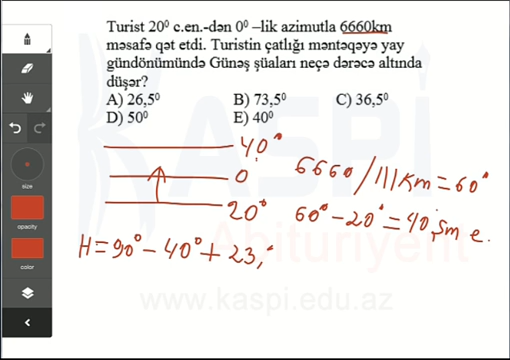 Turist 20⁰ c.en.-dən 0⁰ –lik azimutla 6660km
məsafə qət etdi. Turistin çatlığı məntəqəyə yay
gündönümündə Günəş şüaları neçə dərəcə altında
düşər?
A) 26,5⁰ B) 73,5⁰ C) 36,5⁰
D) 50⁰ E) 40⁰
40°
0
20°
6660/111km=60°
60°-20°=40°şm e.
H=90°-40°+23,°
KASPİ
Abituriyent
www.kaspi.edu.az
size
opacity
color